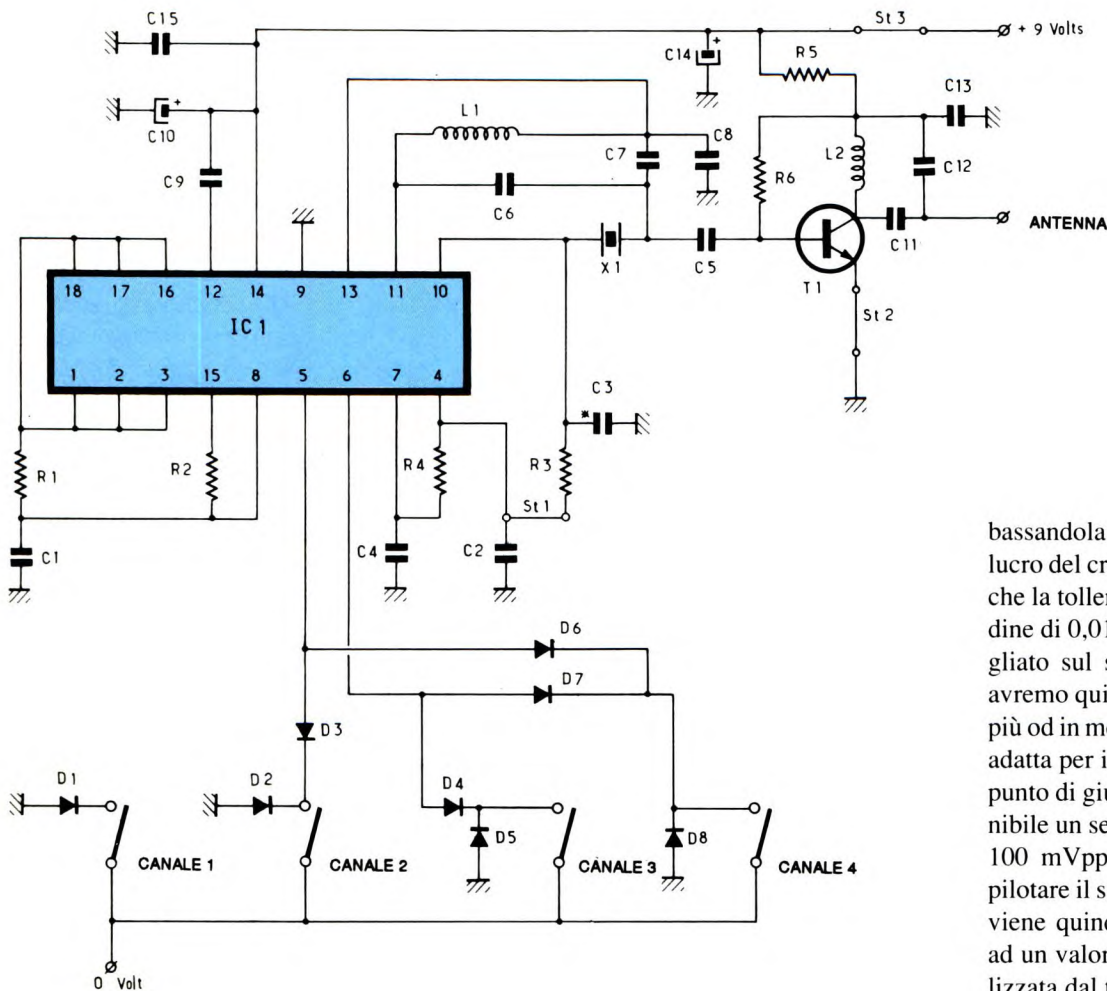 C15
St 3
+ 9 Volts
C14
+
R5
C10
+
L1
C13
C8
C7
L2
R6
C12
C9
C6
ANTENNA
C11
X1
C5
T1
18 17 16 12 14 9 13 11 10
St 2
IC 1
1 2 3 15 8 5 6 7 4
C3
*
R1
R2
R4
R3
St 1
C1
C4
C2
D6
D7
D3
D1
D2
D4
D5
D8
CANALE 1
CANALE 2
CANALE 3
CANALE 4
0 Volt
bassandola
lucro del cr
che la toller
dine di 0,01
gliato sul s
avremo qui
più od in me
adatta per i
punto di giu
nibile un se
100 mVpp
pilotare il s
viene quinc
ad un valor